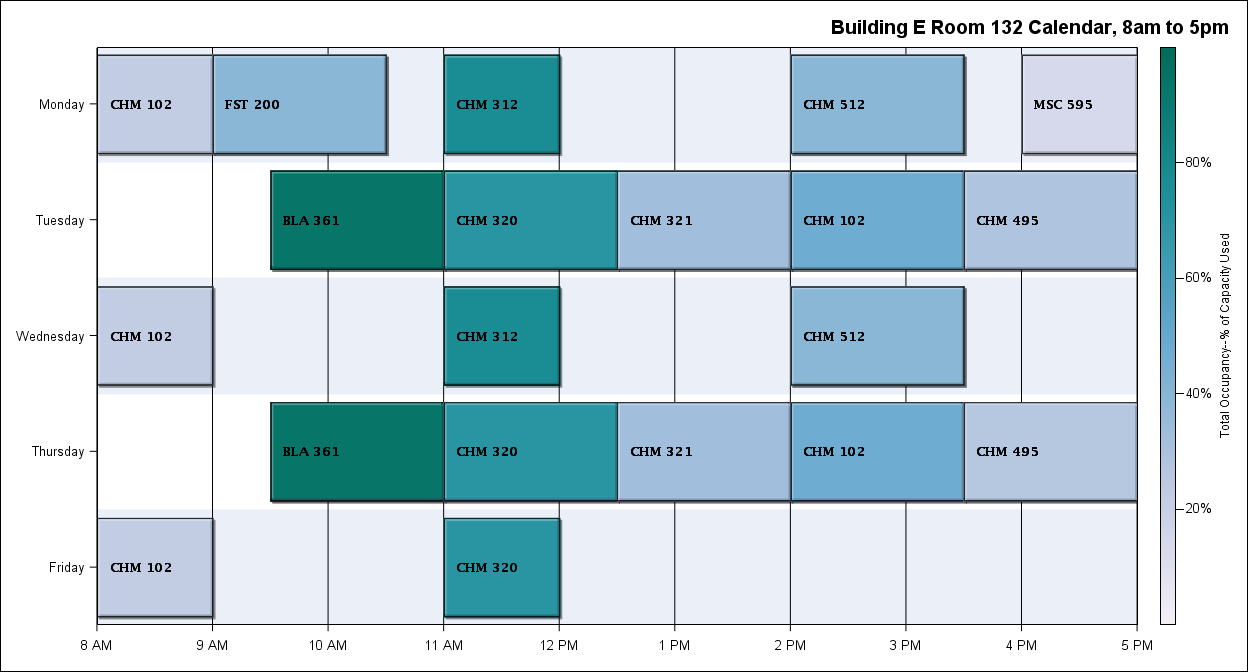 Building E Room 132 Calendar, 8am to 5pm
Monday
CHM 102
FST 200
CHM 312
CHM 512
MSC 595
Tuesday
BLA 361
CHM 320
CHM 321
CHM 102
CHM 495
Wednesday
CHM 102
CHM 312
CHM 512
Thursday
BLA 361
CHM 320
CHM 321
CHM 102
CHM 495
Friday
CHM 102
CHM 320
8 AM
9 AM
10 AM
11 AM
12 PM
1 PM
2 PM
3 PM
4 PM
5 PM
80%
60%
40%
20%
Total Occupancy--% of Capacity Used